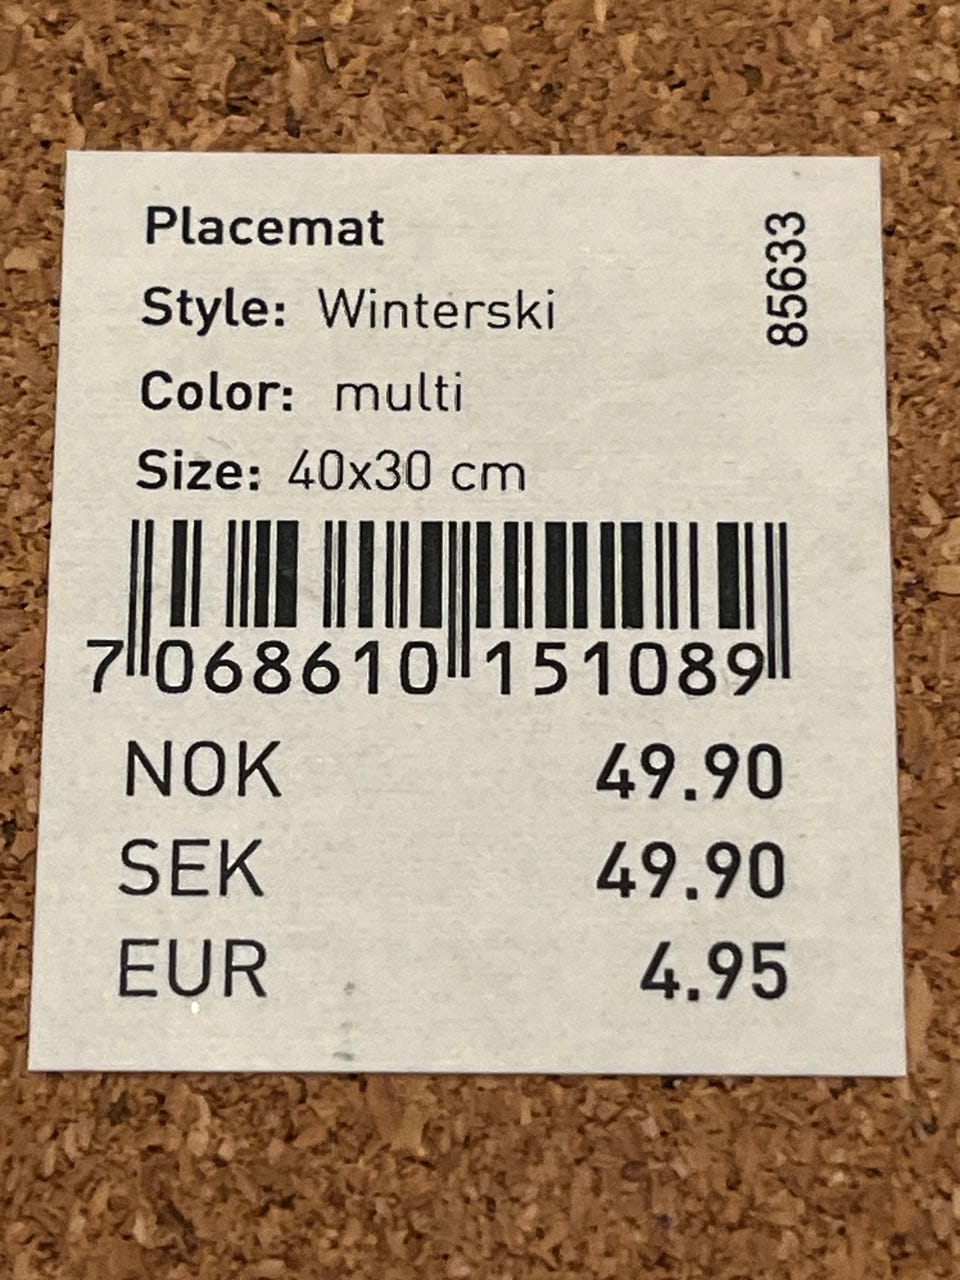 Placemat
85633
Style: Winterski
Color: multi
Size: 40x30 cm
7 068610 151089
NOK 49.90
SEK 49.90
EUR 4.95